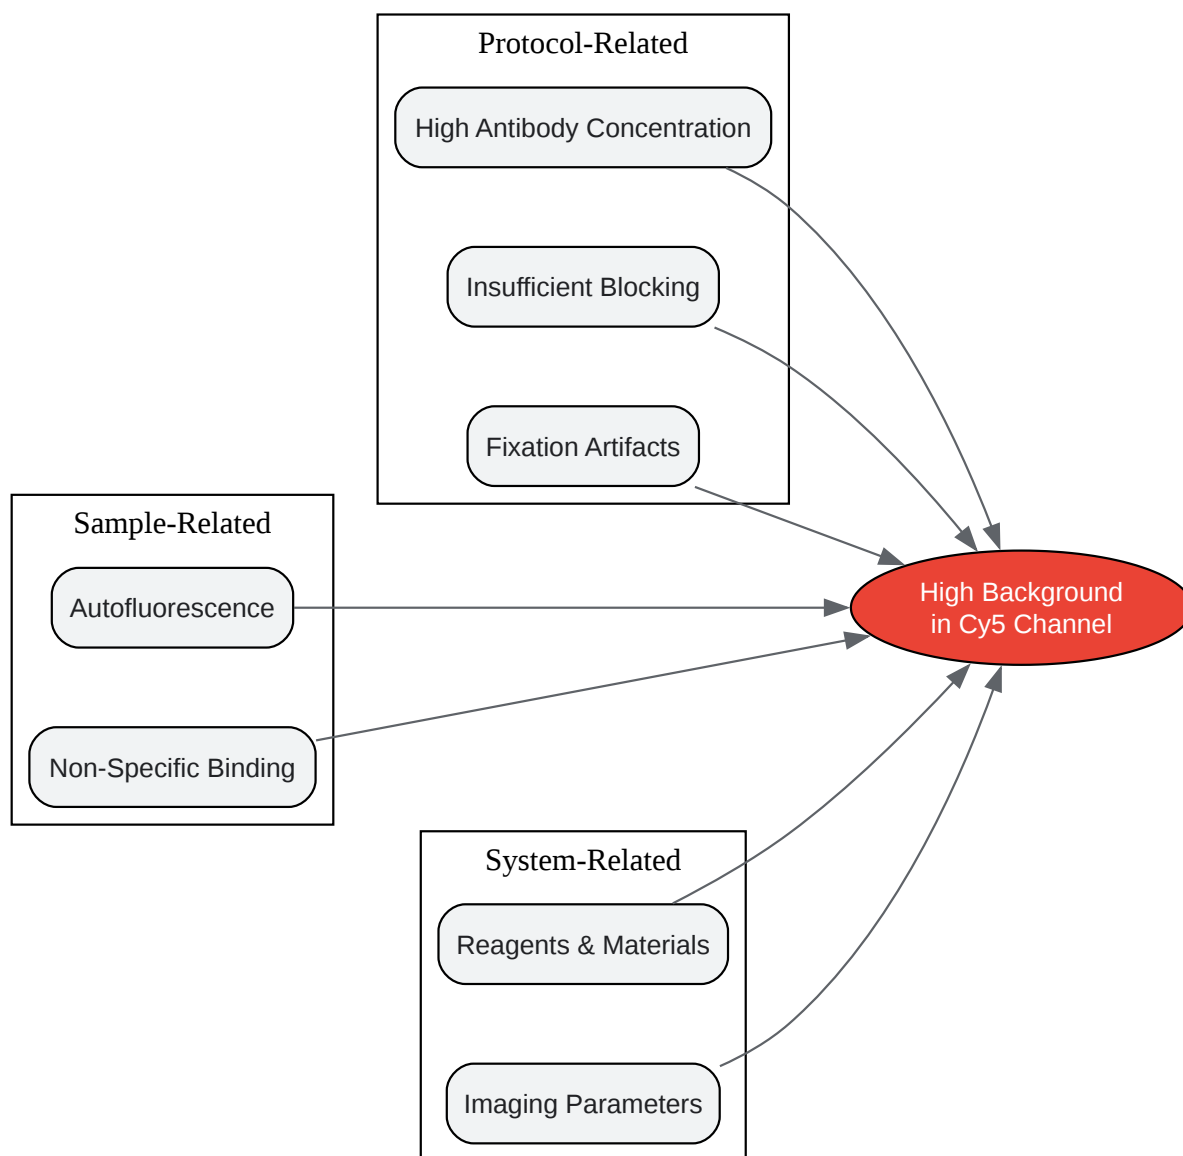 Protocol-Related
High Antibody Concentration
Insufficient Blocking
Fixation Artifacts
Sample-Related
Autofluorescence
Non-Specific Binding
High Background
in Cy5 Channel
System-Related
Reagents & Materials
Imaging Parameters